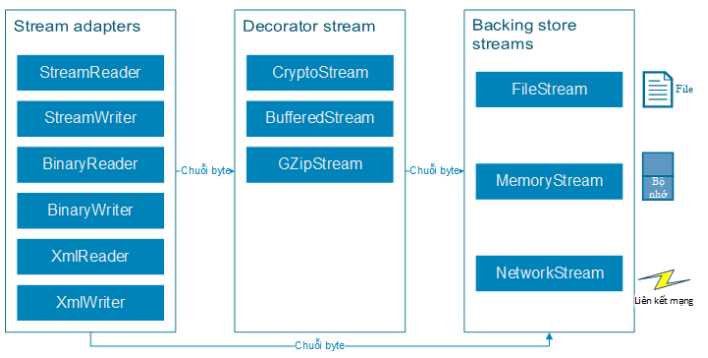 Stream adapters
StreamReader
StreamWriter
BinaryReader
BinaryWriter
XmlReader
XmlWriter
Chuỗi byte
Decorator stream
CryptoStream
BufferedStream
GZipStream
Chuỗi byte
Backing store
streams
FileStream
MemoryStream
NetworkStream
File
Bộ
nhớ
Liên kết mạng
Chuỗi byte